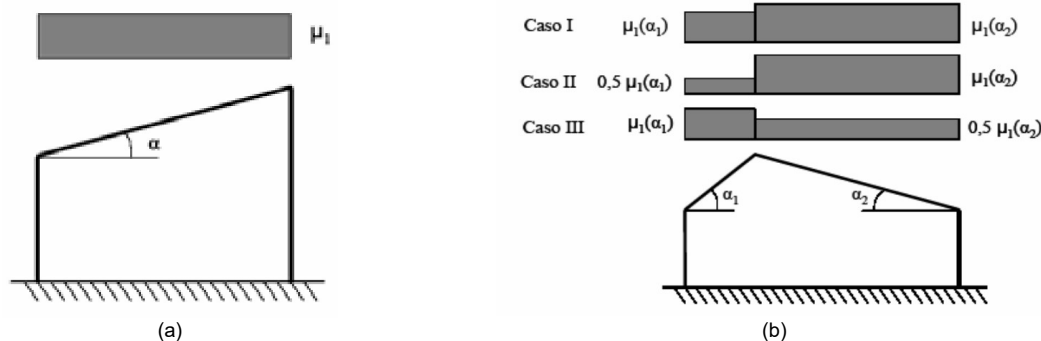 μ₁
α
(a)
Caso I μ₁(α₁) μ₁(α₂)
Caso II 0,5 μ₁(α₁) μ₁(α₂)
Caso III μ₁(α₁) 0,5 μ₁(α₂)
α₁ α₂
(b)